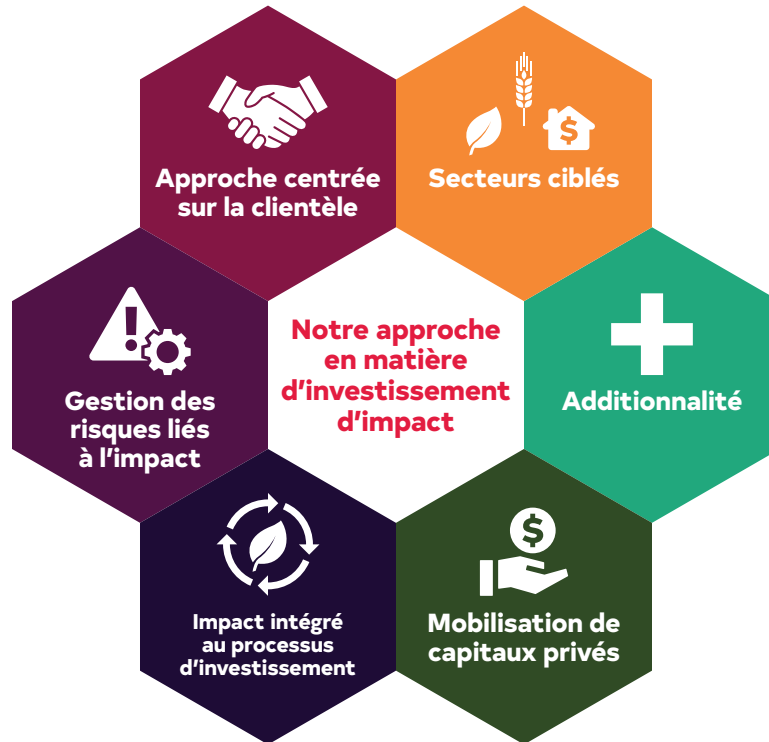 Approche centrée
sur la clientèle
Secteurs ciblés
Notre approche
en matière
d’investissement
d’impact
Gestion des
risques liés
à l’impact
Additionnalité
Impact intégré
au processus
d’investissement
Mobilisation de
capitaux privés